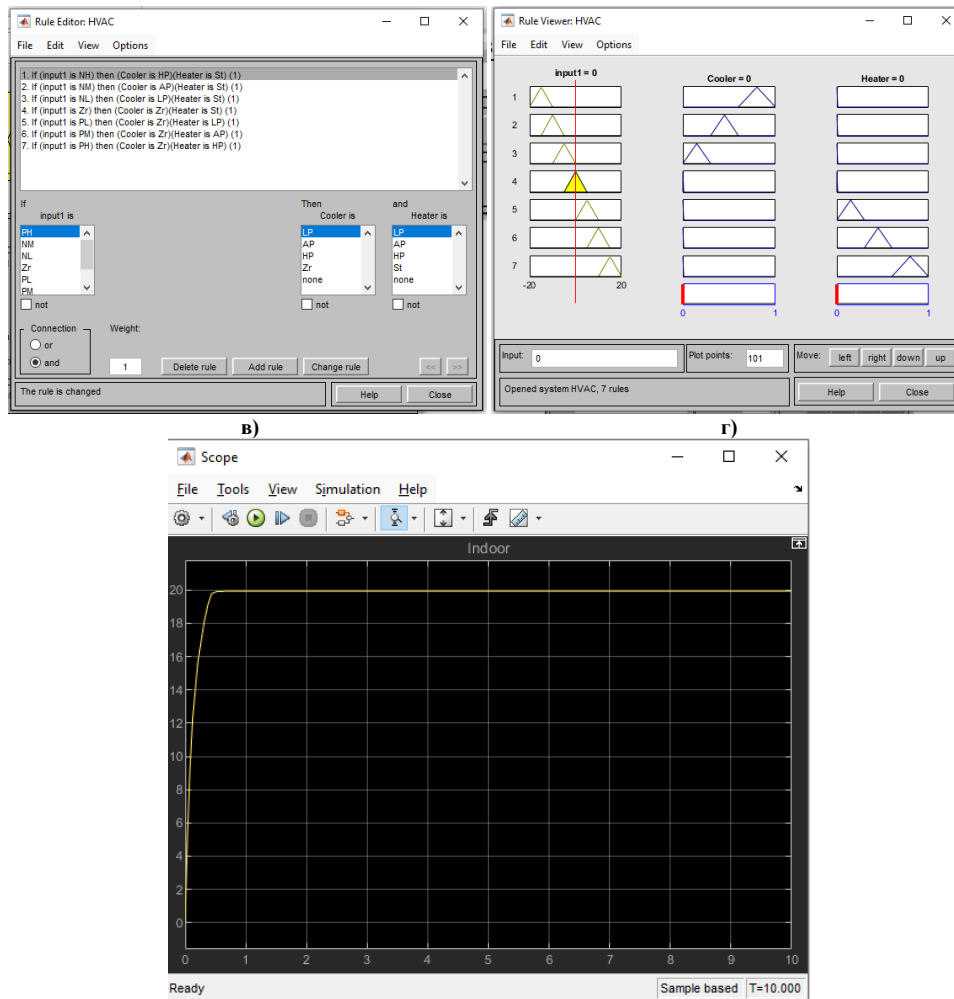 Rule Editor: HVAC
File Edit View Options
1. If (input1 is NH) then (Cooler is HP)(Heater is St) (1)
2. If (input1 is NM) then (Cooler is AP)(Heater is St) (1)
3. If (input1 is NL) then (Cooler is LP)(Heater is St) (1)
4. If (input1 is Zr) then (Cooler is Zr)(Heater is St) (1)
5. If (input1 is PL) then (Cooler is Zr)(Heater is LP) (1)
6. If (input1 is PM) then (Cooler is Zr)(Heater is AP) (1)
7. If (input1 is PH) then (Cooler is Zr)(Heater is HP) (1)
If Then and
input1 is Cooler is Heater is
PH LP LP
NM AP AP
NL HP HP
Zr Zr St
PL none none
PM
not not not
Connection Weight:
or
and 1 Delete rule Add rule Change rule << >>
The rule is changed Help Close
в)
Rule Viewer: HVAC
File Edit View Options
input1 = 0 Cooler = 0 Heater = 0
1
2
3
4
5
6
7
-20 20
0 1 0 1
Input: 0 Plot points: 101 Move: left right down up
Opened system HVAC, 7 rules Help Close
г)
Scope
File Tools View Simulation Help
Indoor
20
18
16
14
12
10
8
6
4
2
0
0 1 2 3 4 5 6 7 8 9 10
Ready Sample based T=10.000